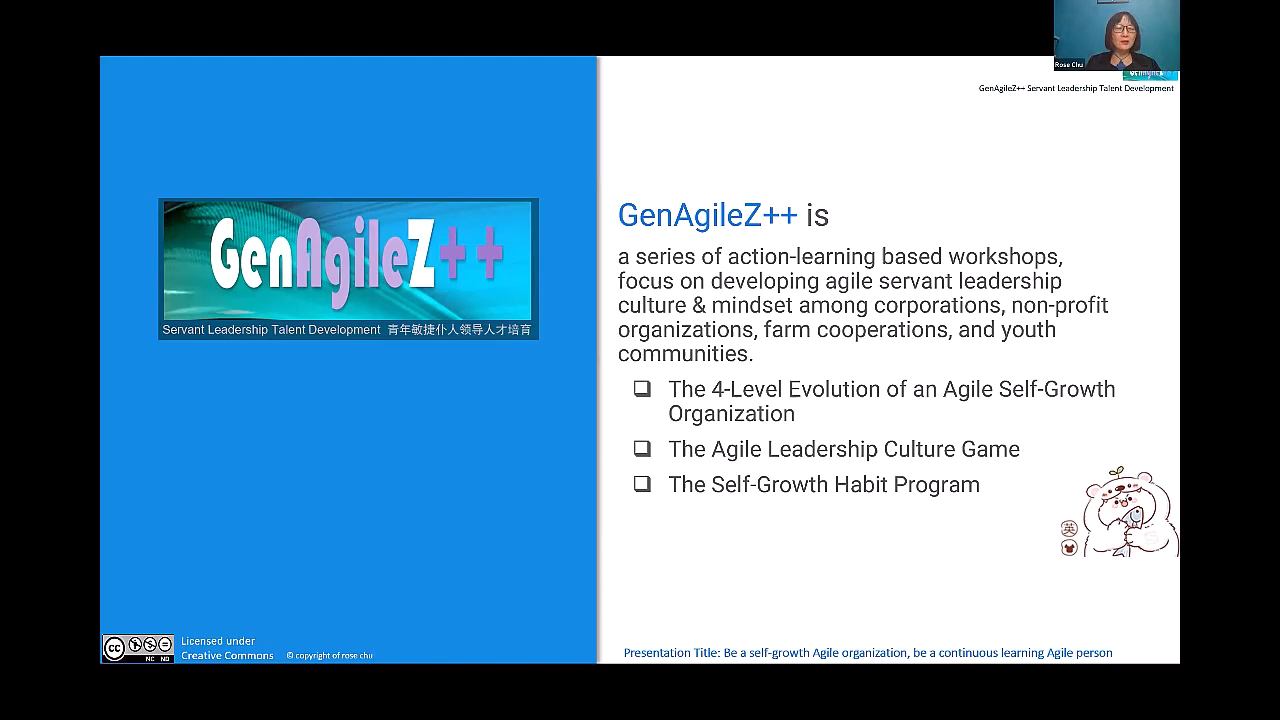 Rose Chu
GenAgileZ++ Servant Leadership Talent Development
GenAgileZ++
Servant Leadership Talent Development 青年敏捷仆人领导人才培育
GenAgileZ++ is
a series of action-learning based workshops,
focus on developing agile servant leadership
culture & mindset among corporations, non-profit
organizations, farm cooperations, and youth
communities.
❑ The 4-Level Evolution of an Agile Self-Growth
Organization
❑ The Agile Leadership Culture Game
❑ The Self-Growth Habit Program
英
cc
NC ND
Licensed under
Creative Commons © copyright of rose chu
Presentation Title: Be a self-growth Agile organization, be a continuous learning Agile person